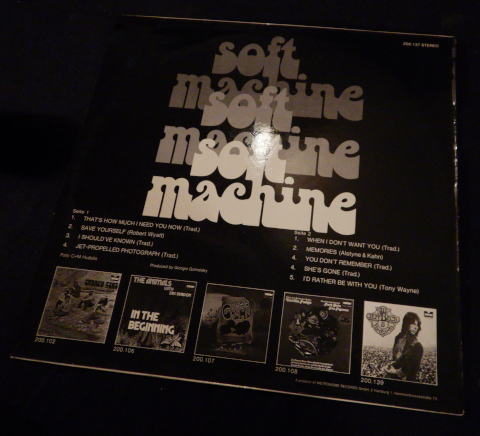 200.137 STEREO
soft
machine
soft
machine
soft
machine
Seite 1
1. THAT'S HOW MUCH I NEED YOU NOW (Trad.)
2. SAVE YOURSELF (Robert Wyatt)
3. I SHOULD'VE KNOWN (Trad.)
4. JET-PROPELLED PHOTOGRAPH (Trad.)
Produced by Giorgio Gomelsky
Seite 2
1. WHEN I DON'T WANT YOU (Trad.)
2. MEMORIES (Alstyne & Kahn)
3. YOU DON'T REMEMBER (Trad.)
4. SHE'S GONE (Trad.)
5. I'D RATHER BE WITH YOU (Tony Wayne)
THE ANIMALS
WITH
ERIC BURDON
IN THE
BEGINNING
200.102
200.106
200.107
200.108
200.139